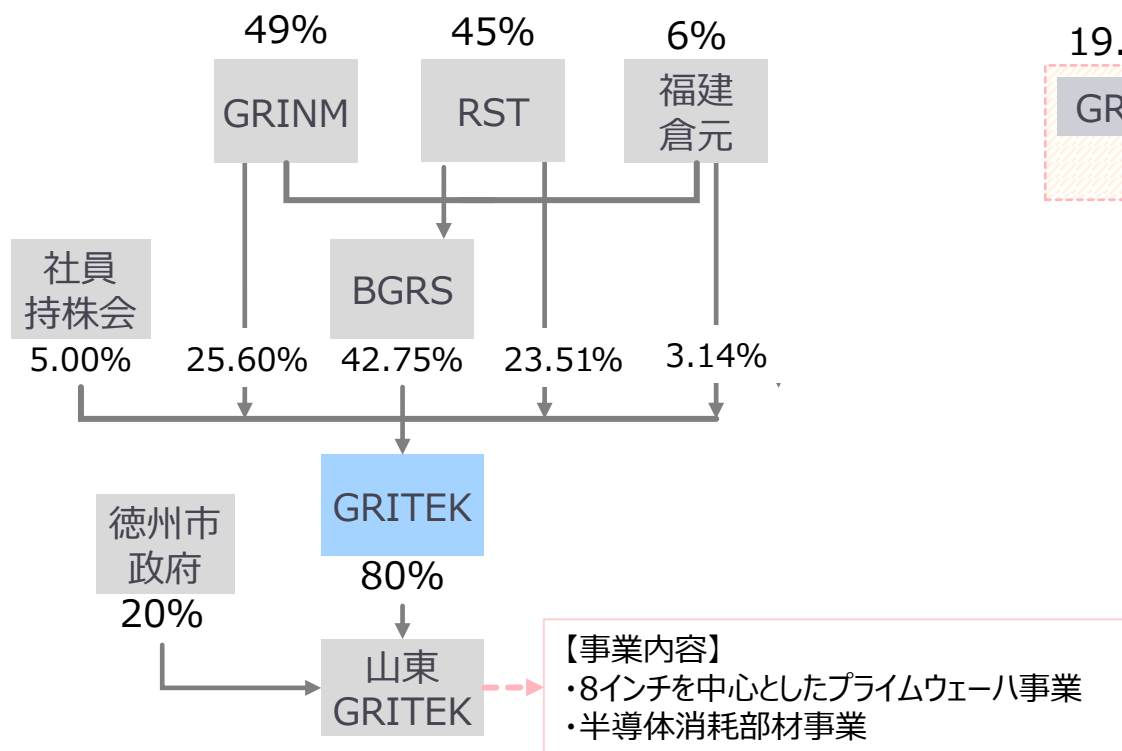 49%
45%
6%
19.
GRINM
RST
福建
倉元
GR
社員
持株会
BGRS
5.00%
25.60%
42.75%
23.51%
3.14%
GRITEK
徳州市
政府
80%
20%
山東
GRITEK
【事業内容】
・8インチを中心としたプライムウェーハ事業
・半導体消耗部材事業